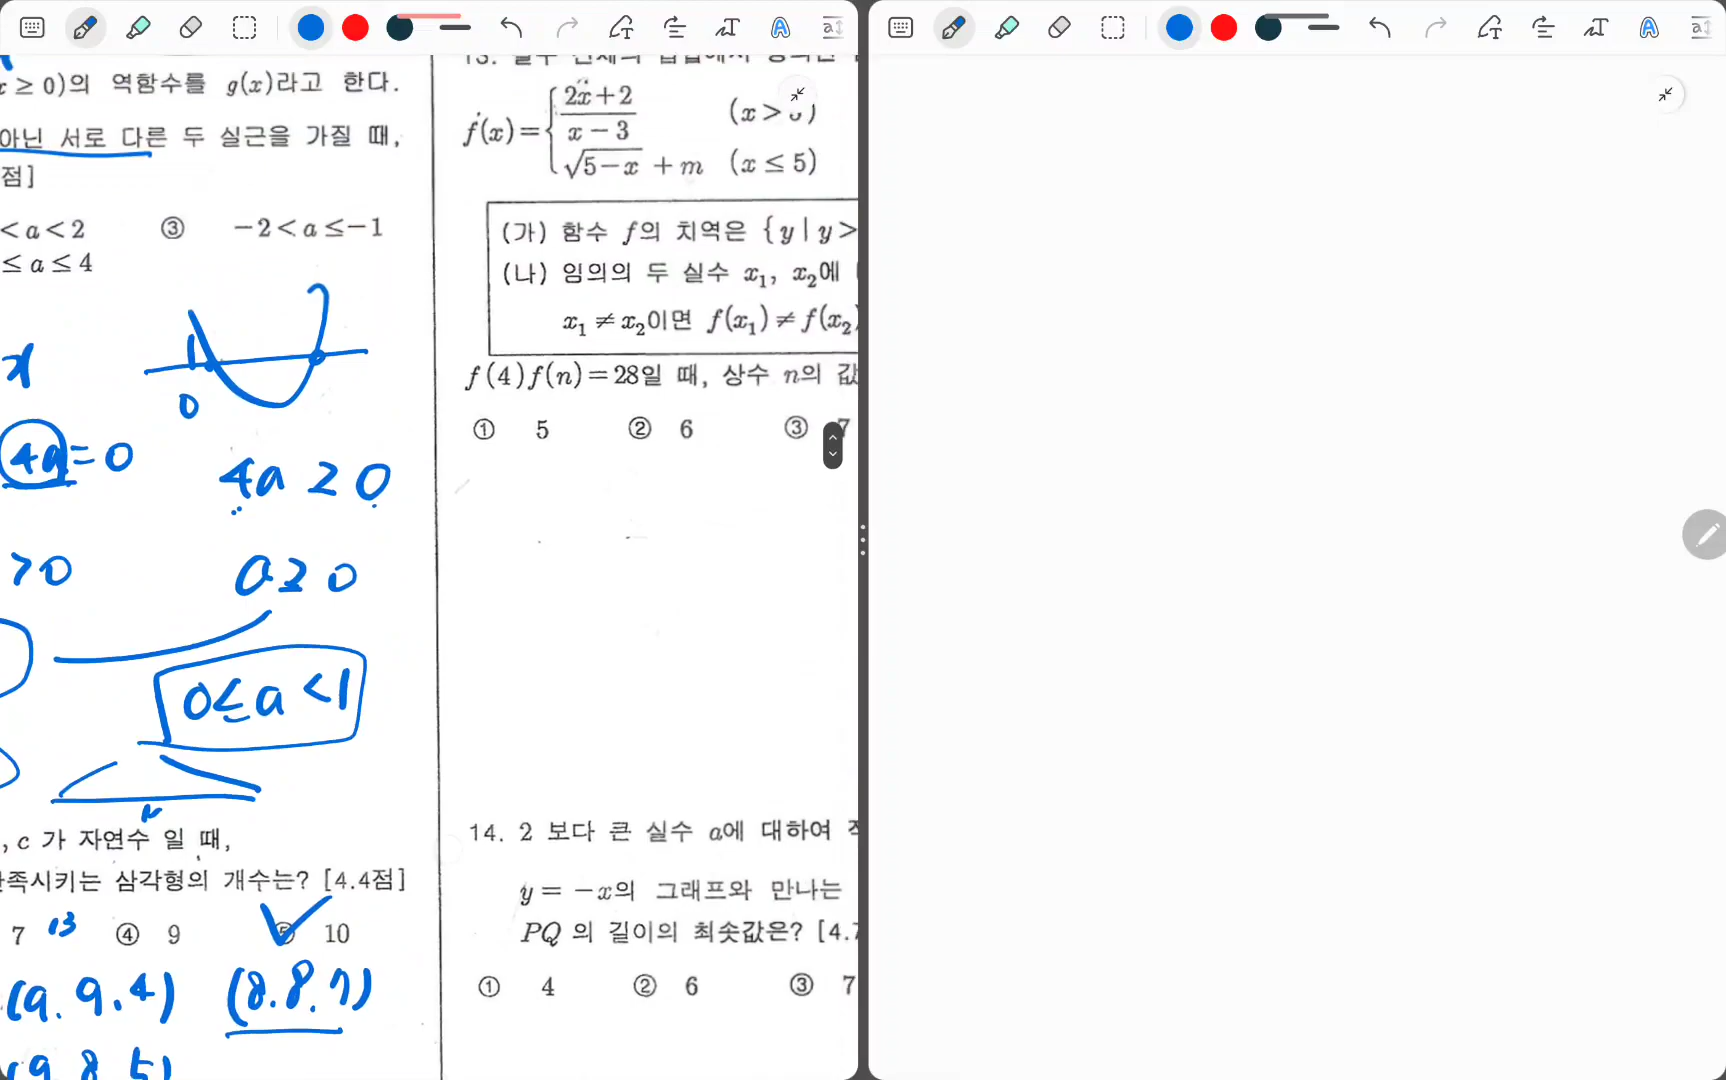 x ≥ 0)의 역함수를 g(x)라고 한다.
아닌 서로 다른 두 실근을 가질 때,
점]
< a < 2 ③ -2 < a ≤ -1
≤ a ≤ 4
x
0
4a = 0
4a ≥ 0
> 0
a ≥ 0
0 ≤ a < 1
, c 가 자연수 일 때,
족시키는 삼각형의 개수는? [4.4점]
7 13 ④ 9 ⑤ 10
(9. 9. 4) (8. 8. 7)
(9 8 5)
13.
f(x) = { (2x+2)/(x-3) (x > )
√(5-x) + m (x ≤ 5)
(가) 함수 f의 치역은 {y | y >
(나) 임의의 두 실수 x₁, x₂에
x₁ ≠ x₂이면 f(x₁) ≠ f(x₂)
f(4)f(n) = 28일 때, 상수 n의 값
① 5 ② 6 ③ 7
14. 2 보다 큰 실수 a에 대하여
y = -x의 그래프와 만나는
PQ 의 길이의 최솟값은? [4.7
① 4 ② 6 ③ 7